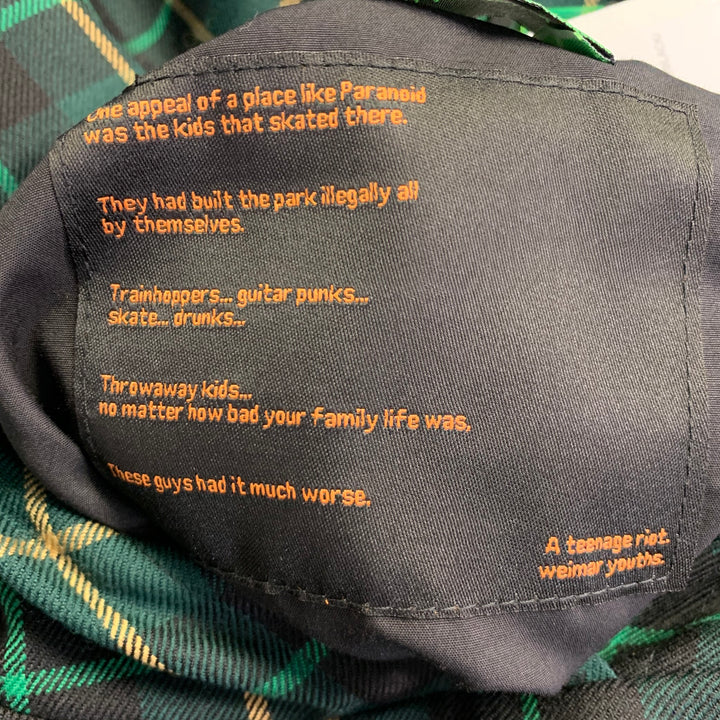 One appeal of a place like Paranoid
was the kids that skated there.
They had built the park illegally all
by themselves.
Trainhoppers... guitar punks...
skate... drunks...
Throwaway kids...
no matter how bad your family life was,
These guys had it much worse.
A teenage riot.
weimar youths.